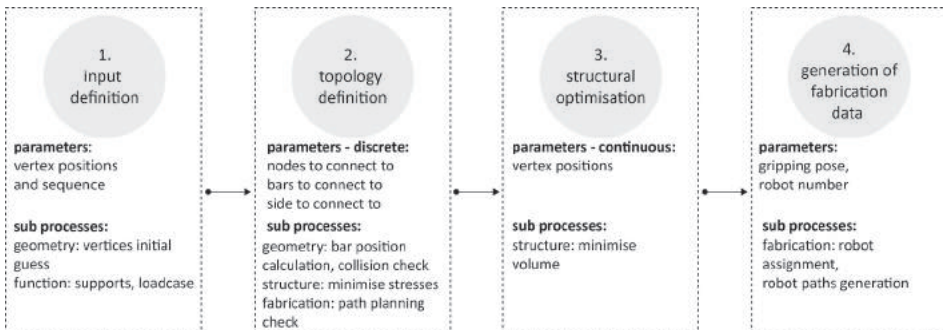 1.
input
definition
parameters:
vertex positions
and sequence
sub processes:
geometry: vertices initial
guess
function: supports, loadcase
2.
topology
definition
parameters - discrete:
nodes to connect to
bars to connect to
side to connect to
sub processes:
geometry: bar position
calculation, collision check
structure: minimise stresses
fabrication: path planning
check
3.
structural
optimisation
parameters - continuous:
vertex positions
sub processes:
structure: minimise
volume
4.
generation of
fabrication
data
parameters:
gripping pose,
robot number
sub processes:
fabrication: robot
assignment,
robot paths generation